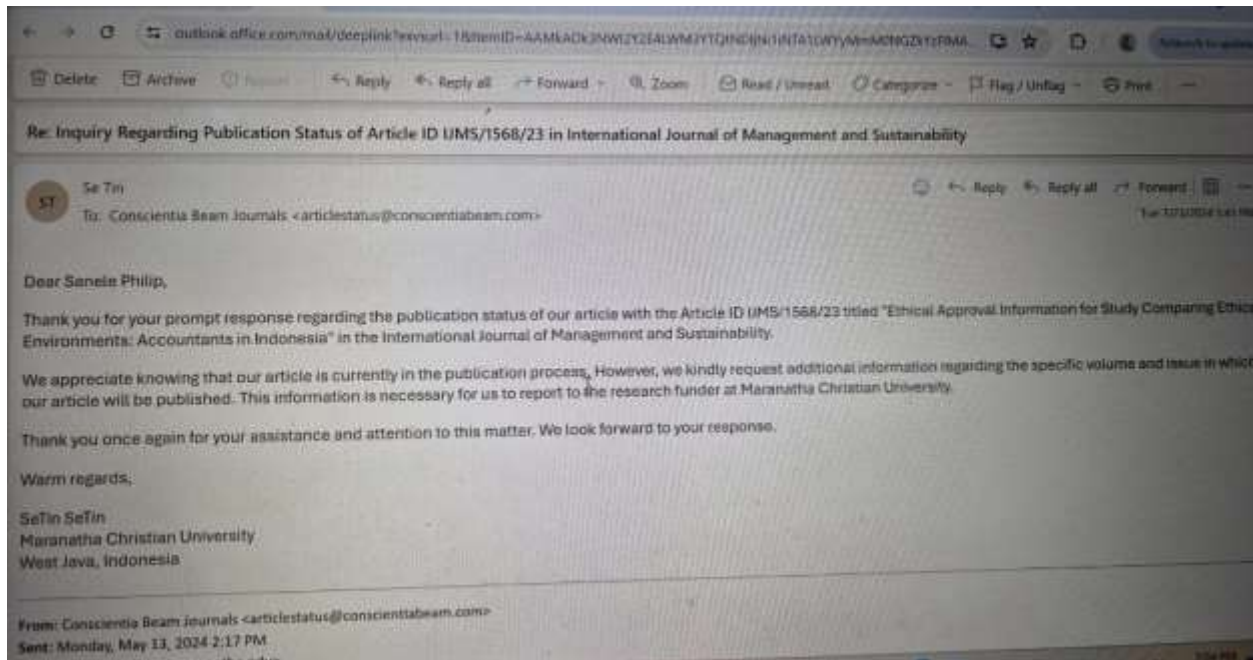 outlook.office.com/mail/deeplink?
Delete Archive Report Reply Reply all Forward Zoom Read / Unread Categorize Flag / Unflag Print
Re: Inquiry Regarding Publication Status of Article ID IJMS/1568/23 in International Journal of Management and Sustainability
ST
Se Tin
Reply Reply all Forward
To: Conscientia Beam Journals <articlestatus@conscientiabeam.com>
Dear Sanele Philip,
Thank you for your prompt response regarding the publication status of our article with the Article ID IJMS/1568/23 titled "Ethical Approval Information for Study Comparing Ethic
Environments: Accountants in Indonesia" in the International Journal of Management and Sustainability.
We appreciate knowing that our article is currently in the publication process. However, we kindly request additional information regarding the specific volume and issue in whic
our article will be published. This information is necessary for us to report to the research funder at Maranatha Christian University.
Thank you once again for your assistance and attention to this matter. We look forward to your response.
Warm regards,
SeTin SeTin
Maranatha Christian University
West Java, Indonesia
From: Conscientia Beam Journals <articlestatus@conscientiabeam.com>
Sent: Monday, May 13, 2024 2:17 PM